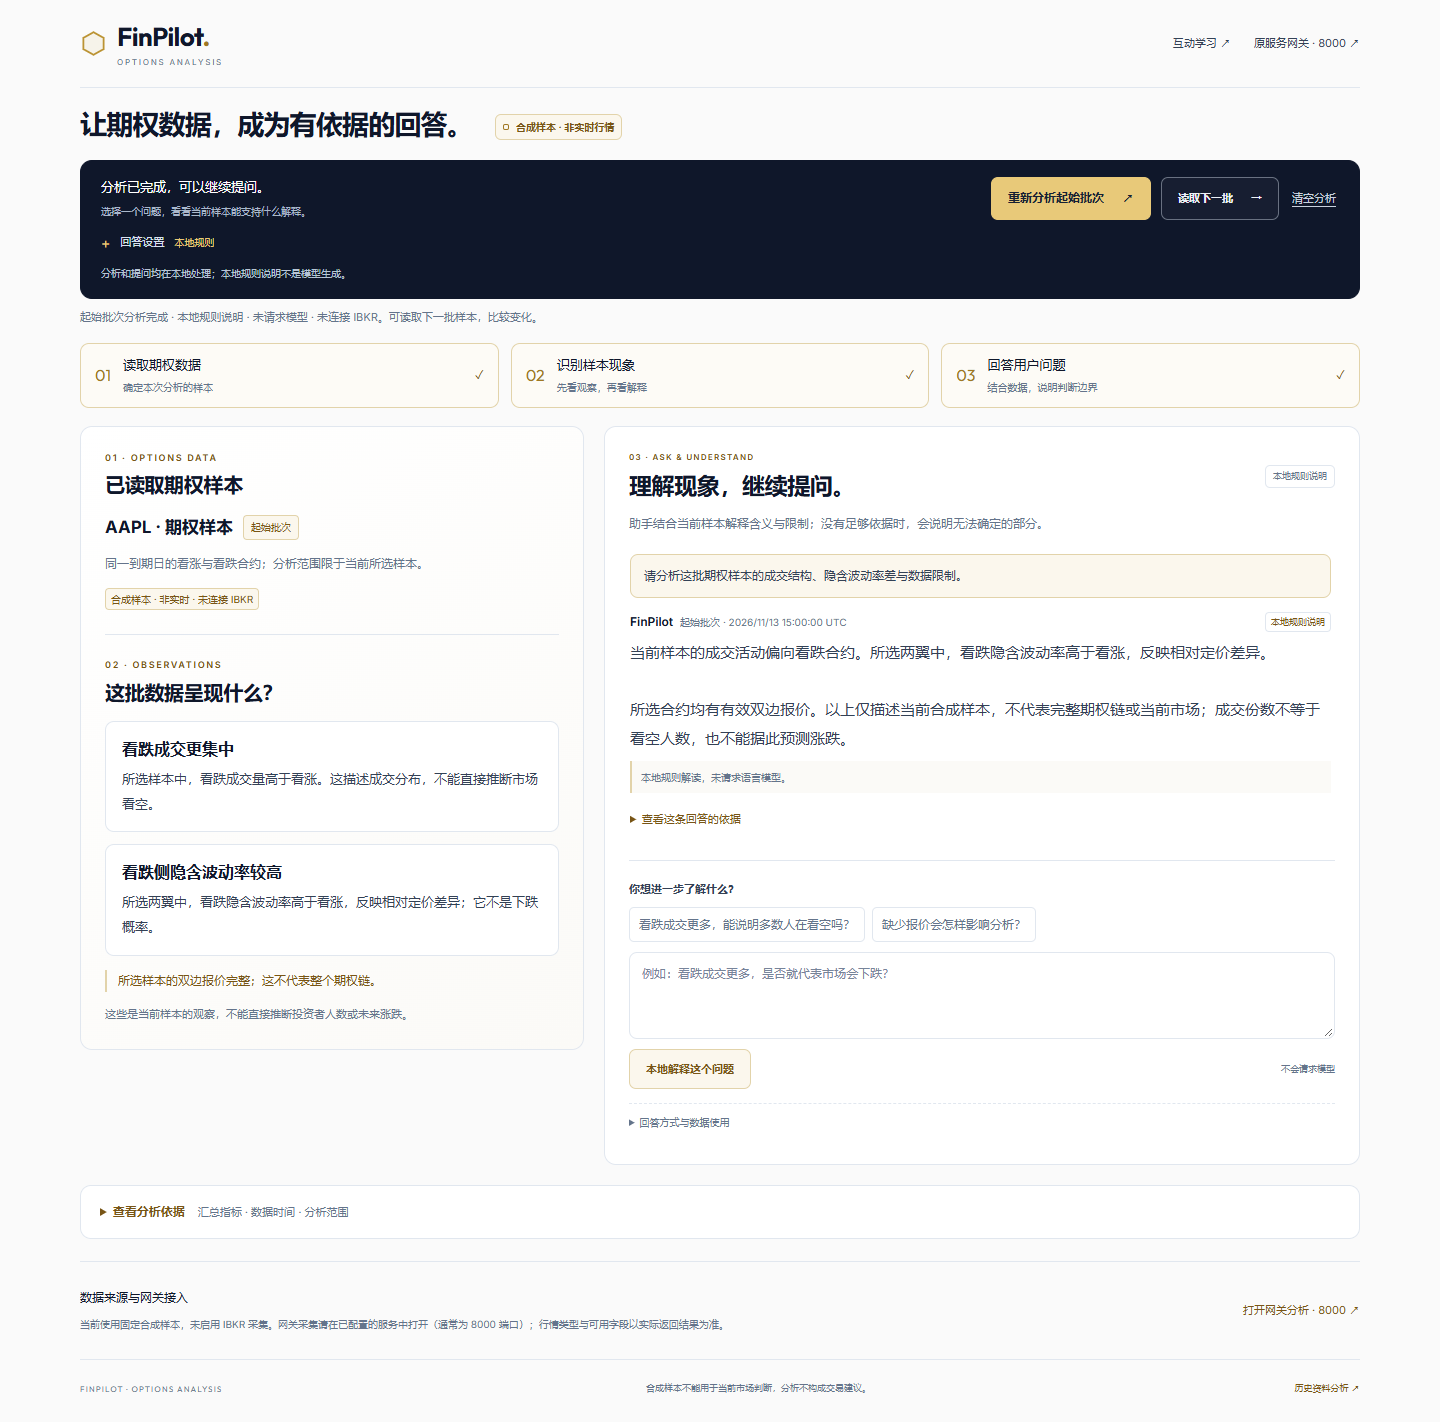 FinPilot.
OPTIONS ANALYSIS
互动学习 ↗
原服务网关 · 8000 ↗
让期权数据，成为有依据的回答。
合成样本 · 非实时行情
分析已完成，可以继续提问。
选择一个问题，看看当前样本能支持什么解释。
+ 回答设置 本地规则
分析和提问均在本地处理；本地规则说明不是模型生成。
重新分析起始批次 ↗
读取下一批 →
清空分析
起始批次分析完成 · 本地规则说明 · 未请求模型 · 未连接 IBKR。可读取下一批样本，比较变化。
01 读取期权数据 ✓
确定本次分析的样本
02 识别样本现象 ✓
先看观察，再看解释
03 回答用户问题 ✓
结合数据，说明判断边界
01 · OPTIONS DATA
已读取期权样本
AAPL · 期权样本 起始批次
同一到期日的看涨与看跌合约；分析范围限于当前所选样本。
合成样本 · 非实时 · 未连接 IBKR
02 · OBSERVATIONS
这批数据呈现什么？
看跌成交更集中
所选样本中，看跌成交量高于看涨。这描述成交分布，不能直接推断市场
看空。
看跌侧隐含波动率较高
所选两翼中，看跌隐含波动率高于看涨，反映相对定价差异；它不是下跌
概率。
所选样本的双边报价完整；这不代表整个期权链。
这些是当前样本的观察，不能直接推断投资者人数或未来涨跌。
03 · ASK & UNDERSTAND
理解现象，继续提问。
本地规则说明
助手结合当前样本解释含义与限制；没有足够依据时，会说明无法确定的部分。
请分析这批期权样本的成交结构、隐含波动率差与数据限制。
FinPilot 起始批次 · 2026/11/13 15:00:00 UTC
本地规则说明
当前样本的成交活动偏向看跌合约。所选两翼中，看跌隐含波动率高于看涨，反映相对定价差异。
所选合约均有有效双边报价。以上仅描述当前合成样本，不代表完整期权链或当前市场；成交份数不等于
看空人数，也不能据此预测涨跌。
本地规则解读，未请求语言模型。
▶ 查看这条回答的依据
你想进一步了解什么？
看跌成交更多，能说明多数人在看空吗？
缺少报价会怎样影响分析？
例如：看跌成交更多，是否就代表市场会下跌？
本地解释这个问题
不会请求模型
▶ 回答方式与数据使用
▶ 查看分析依据 汇总指标 · 数据时间 · 分析范围
数据来源与网关接入
当前使用固定合成样本，未启用 IBKR 采集。网关采集请在已配置的服务中打开（通常为 8000 端口）；行情类型与可用字段以实际返回结果为准。
打开网关分析 · 8000 ↗
FINPILOT · OPTIONS ANALYSIS
合成样本不能用于当前市场判断，分析不构成交易建议。
历史资料分析 ↗